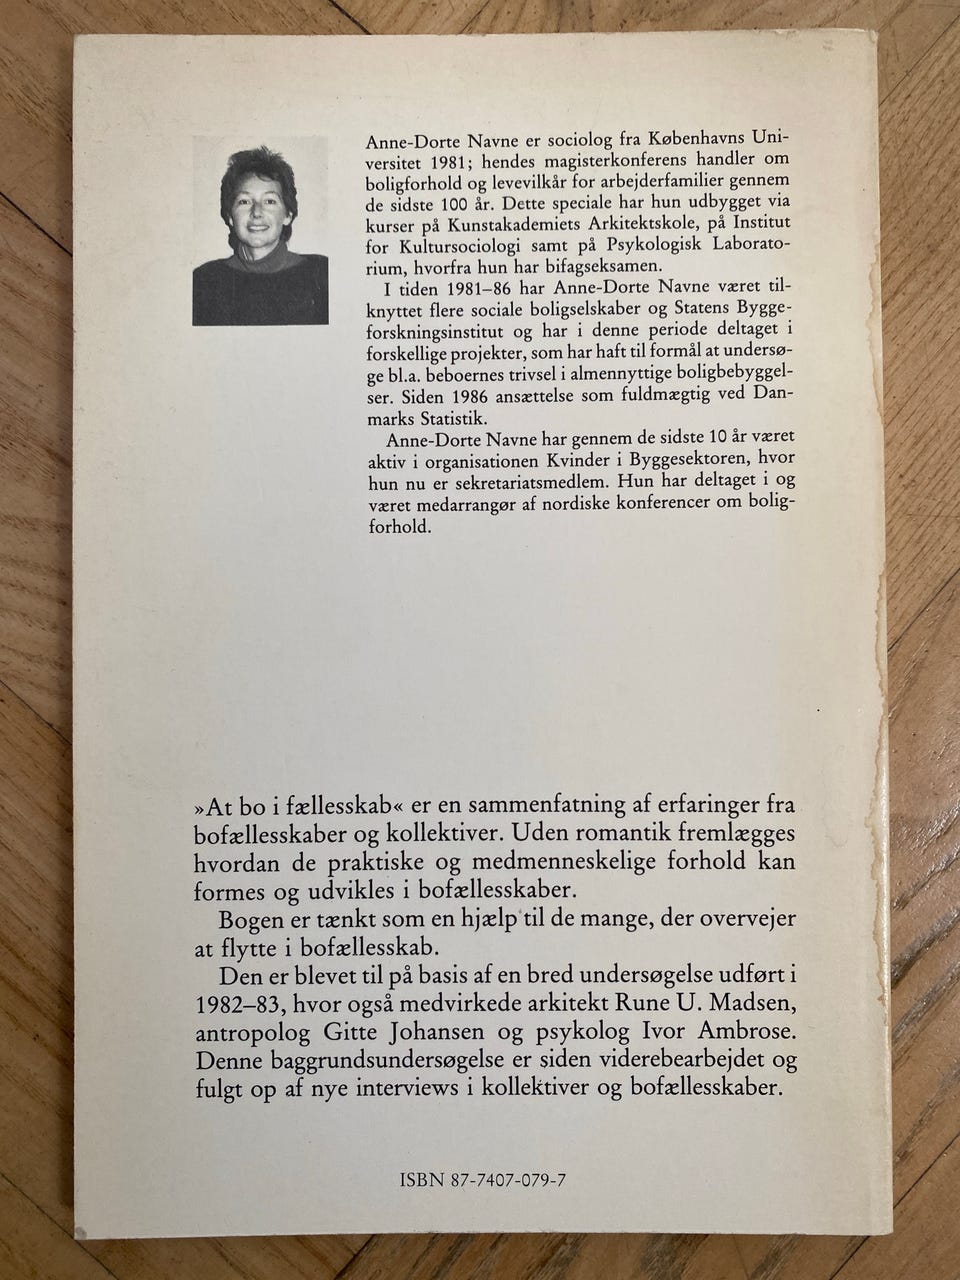 Anne-Dorte Navne er sociolog fra Københavns Uni-
versitet 1981; hendes magisterkonferens handler om
boligforhold og levevilkår for arbejderfamilier gennem
de sidste 100 år. Dette speciale har hun udbygget via
kurser på Kunstakademiets Arkitektskole, på Institut
for Kultursociologi samt på Psykologisk Laborato-
rium, hvorfra hun har bifagseksamen.
I tiden 1981–86 har Anne-Dorte Navne været til-
knyttet flere sociale boligselskaber og Statens Bygge-
forskningsinstitut og har i denne periode deltaget i
forskellige projekter, som har haft til formål at undersø-
ge bl.a. beboernes trivsel i almennyttige boligbebyggel-
ser. Siden 1986 ansættelse som fuldmægtig ved Dan-
marks Statistik.
Anne-Dorte Navne har gennem de sidste 10 år været
aktiv i organisationen Kvinder i Byggesektoren, hvor
hun nu er sekretariatsmedlem. Hun har deltaget i og
været medarrangør af nordiske konferencer om bolig-
forhold.
»At bo i fællesskab« er en sammenfatning af erfaringer fra
bofællesskaber og kollektiver. Uden romantik fremlægges
hvordan de praktiske og medmenneskelige forhold kan
formes og udvikles i bofællesskaber.
Bogen er tænkt som en hjælp til de mange, der overvejer
at flytte i bofællesskab.
Den er blevet til på basis af en bred undersøgelse udført i
1982–83, hvor også medvirkede arkitekt Rune U. Madsen,
antropolog Gitte Johansen og psykolog Ivor Ambrose.
Denne baggrundsundersøgelse er siden viderebearbejdet og
fulgt op af nye interviews i kollektiver og bofællesskaber.
ISBN 87-7407-079-7